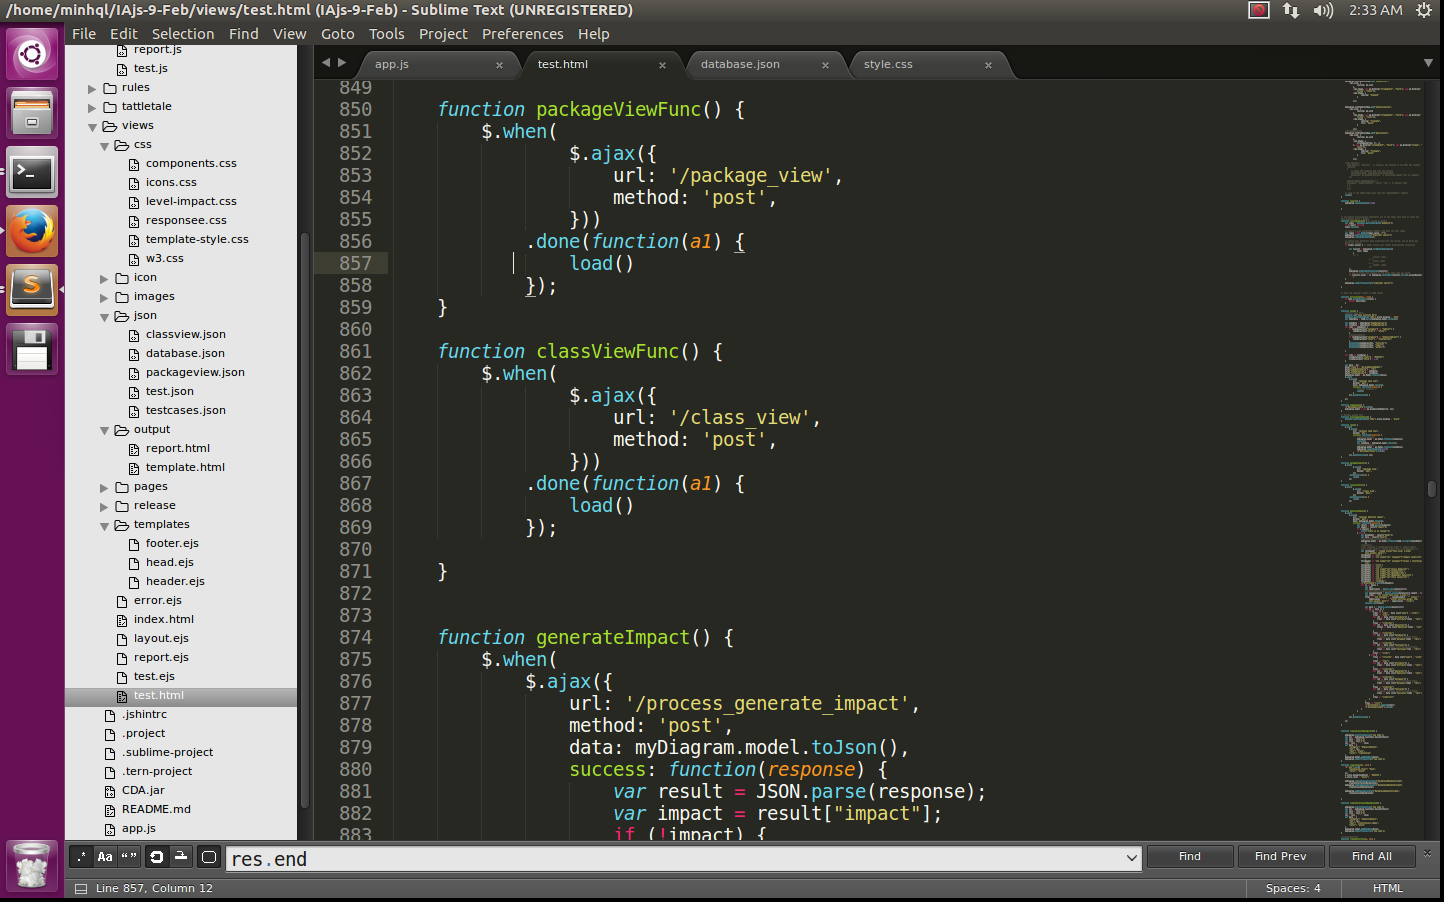 /home/minhql/IAjs-9-Feb/views/test.html (IAjs-9-Feb) - Sublime Text (UNREGISTERED)
2:33 AM
File Edit Selection Find View Goto Tools Project Preferences Help
report.js
test.js
rules
tattletale
views
css
components.css
icons.css
level-impact.css
responsee.css
template-style.css
w3.css
icon
images
json
classview.json
database.json
packageview.json
test.json
testcases.json
output
report.html
template.html
pages
release
templates
footer.ejs
head.ejs
header.ejs
error.ejs
index.html
layout.ejs
report.ejs
test.ejs
test.html
.jshintrc
.project
.sublime-project
.tern-project
CDA.jar
README.md
app.js
app.js × test.html × database.json × style.css ×
849
850 function packageViewFunc() {
851 $.when(
852 $.ajax({
853 url: '/package_view',
854 method: 'post',
855 }))
856 .done(function(a1) {
857 load()
858 });
859 }
860
861 function classViewFunc() {
862 $.when(
863 $.ajax({
864 url: '/class_view',
865 method: 'post',
866 }))
867 .done(function(a1) {
868 load()
869 });
870
871 }
872
873
874 function generateImpact() {
875 $.when(
876 $.ajax({
877 url: '/process_generate_impact',
878 method: 'post',
879 data: myDiagram.model.toJson(),
880 success: function(response) {
881 var result = JSON.parse(response);
882 var impact = result["impact"];
883 if (!impact) {
.* Aa “ ” res.end Find Find Prev Find All ×
Line 857, Column 12 Spaces: 4 HTML